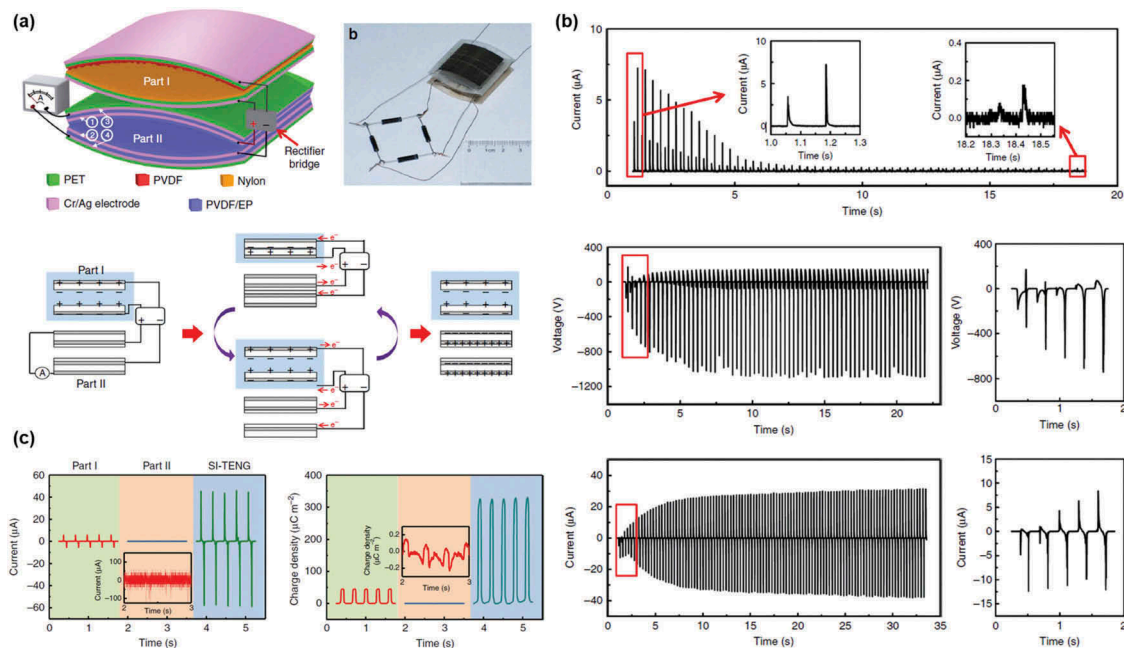 (a)
A
Part I
Part II
1 3
2 4
+ -
Rectifier
bridge
PET
PVDF
Nylon
Cr/Ag electrode
PVDF/EP
b
Part I
+ + + +
− − − −
+ + + +
− − − −
+ −
A
Part II
e⁻
+ −
e⁻
e⁻
e⁻
e⁻
+ −
e⁻
e⁻
e⁻
(b)
Current (µA)
10
5
0
0 5 10 15 20
Time (s)
Current (µA)
10
5
0
1.0 1.1 1.2 1.3
Time (s)
Current (µA)
0.4
0.2
0.0
18.2 18.3 18.4 18.5
Time (s)
Voltage (V)
400
0
−400
−800
−1200
0 5 10 15 20
Time (s)
Voltage (V)
400
0
−400
−800
0 1 2
Time (s)
Current (µA)
40
20
0
−20
−40
0 5 10 15 20 25 30 35
Time (s)
Current (µA)
15
10
5
0
−5
−10
−15
0 1 2
Time (s)
(c)
Part I Part II SI-TENG
Current (µA)
60
40
20
0
−20
−40
−60
0 1 2 3 4 5
Time (s)
Current (µA)
100
0
−100
2 3
Time (s)
Charge density (µC m⁻²)
400
300
200
100
0
0 1 2 3 4 5
Time (s)
Charge density
(µC m⁻²)
0.2
0.0
−0.2
2 3
Time (s)